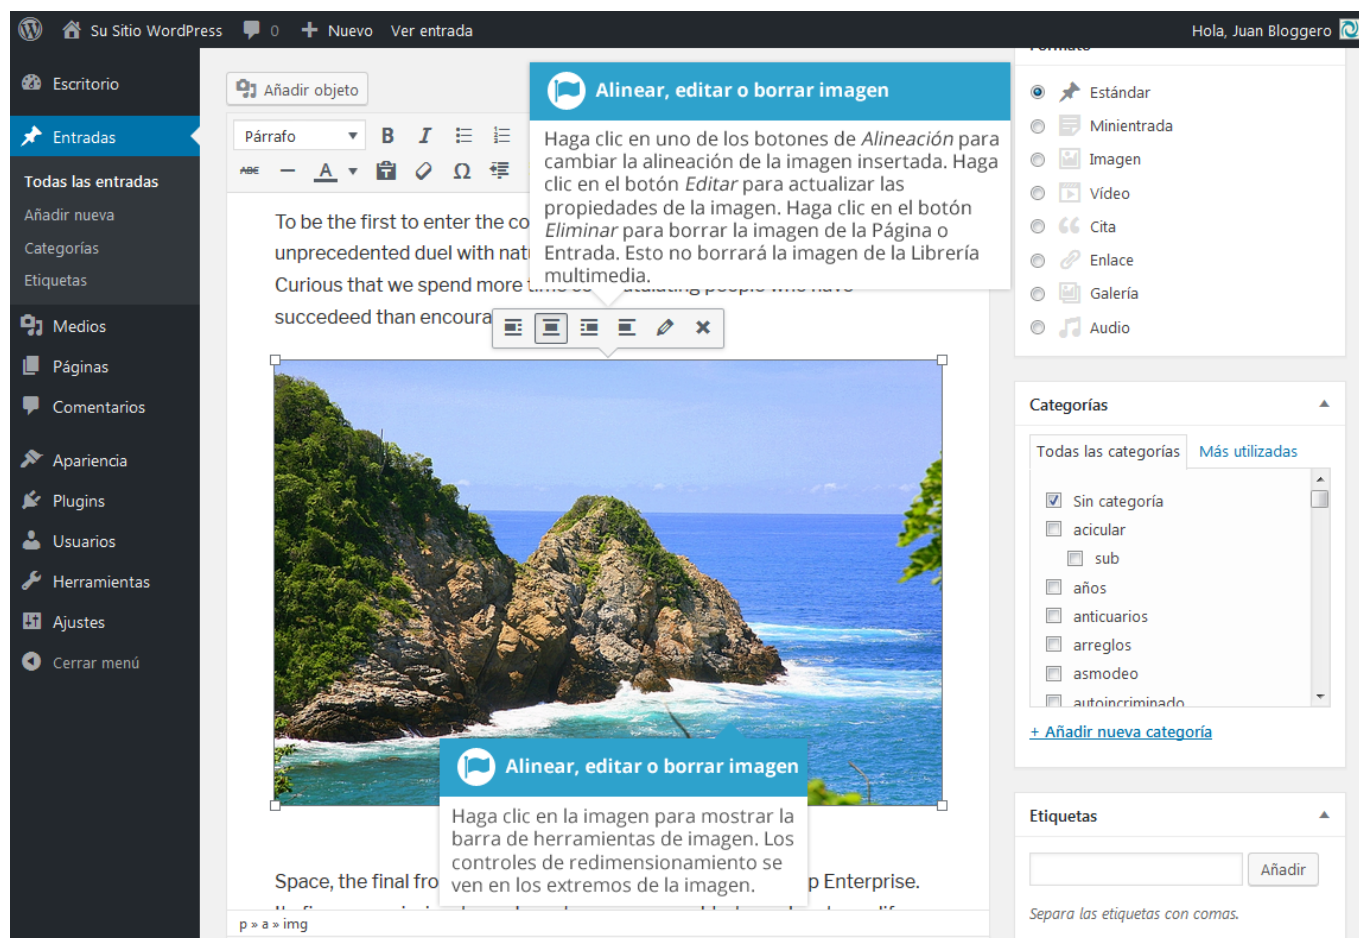 Su Sitio WordPress 0 Nuevo Ver entrada Hola, Juan Bloggero
Escritorio
Entradas
Todas las entradas
Añadir nueva
Categorías
Etiquetas
Medios
Páginas
Comentarios
Apariencia
Plugins
Usuarios
Herramientas
Ajustes
Cerrar menú
Añadir objeto
Párrafo B I
ABE A Ω
To be the first to enter the co
unprecedented duel with nat
Curious that we spend more time congratulating people who have
succedeed than encoura
Alinear, editar o borrar imagen
Haga clic en uno de los botones de Alineación para
cambiar la alineación de la imagen insertada. Haga
clic en el botón Editar para actualizar las
propiedades de la imagen. Haga clic en el botón
Eliminar para borrar la imagen de la Página o
Entrada. Esto no borrará la imagen de la Librería
multimedia.
Alinear, editar o borrar imagen
Haga clic en la imagen para mostrar la
barra de herramientas de imagen. Los
controles de redimensionamiento se
ven en los extremos de la imagen.
Space, the final fro p Enterprise.
p » a » img
Formato
Estándar
Minientrada
Imagen
Vídeo
Cita
Enlace
Galería
Audio
Categorías
Todas las categorías Más utilizadas
Sin categoría
acicular
sub
años
anticuarios
arreglos
asmodeo
autoincriminado
+ Añadir nueva categoría
Etiquetas
Añadir
Separa las etiquetas con comas.